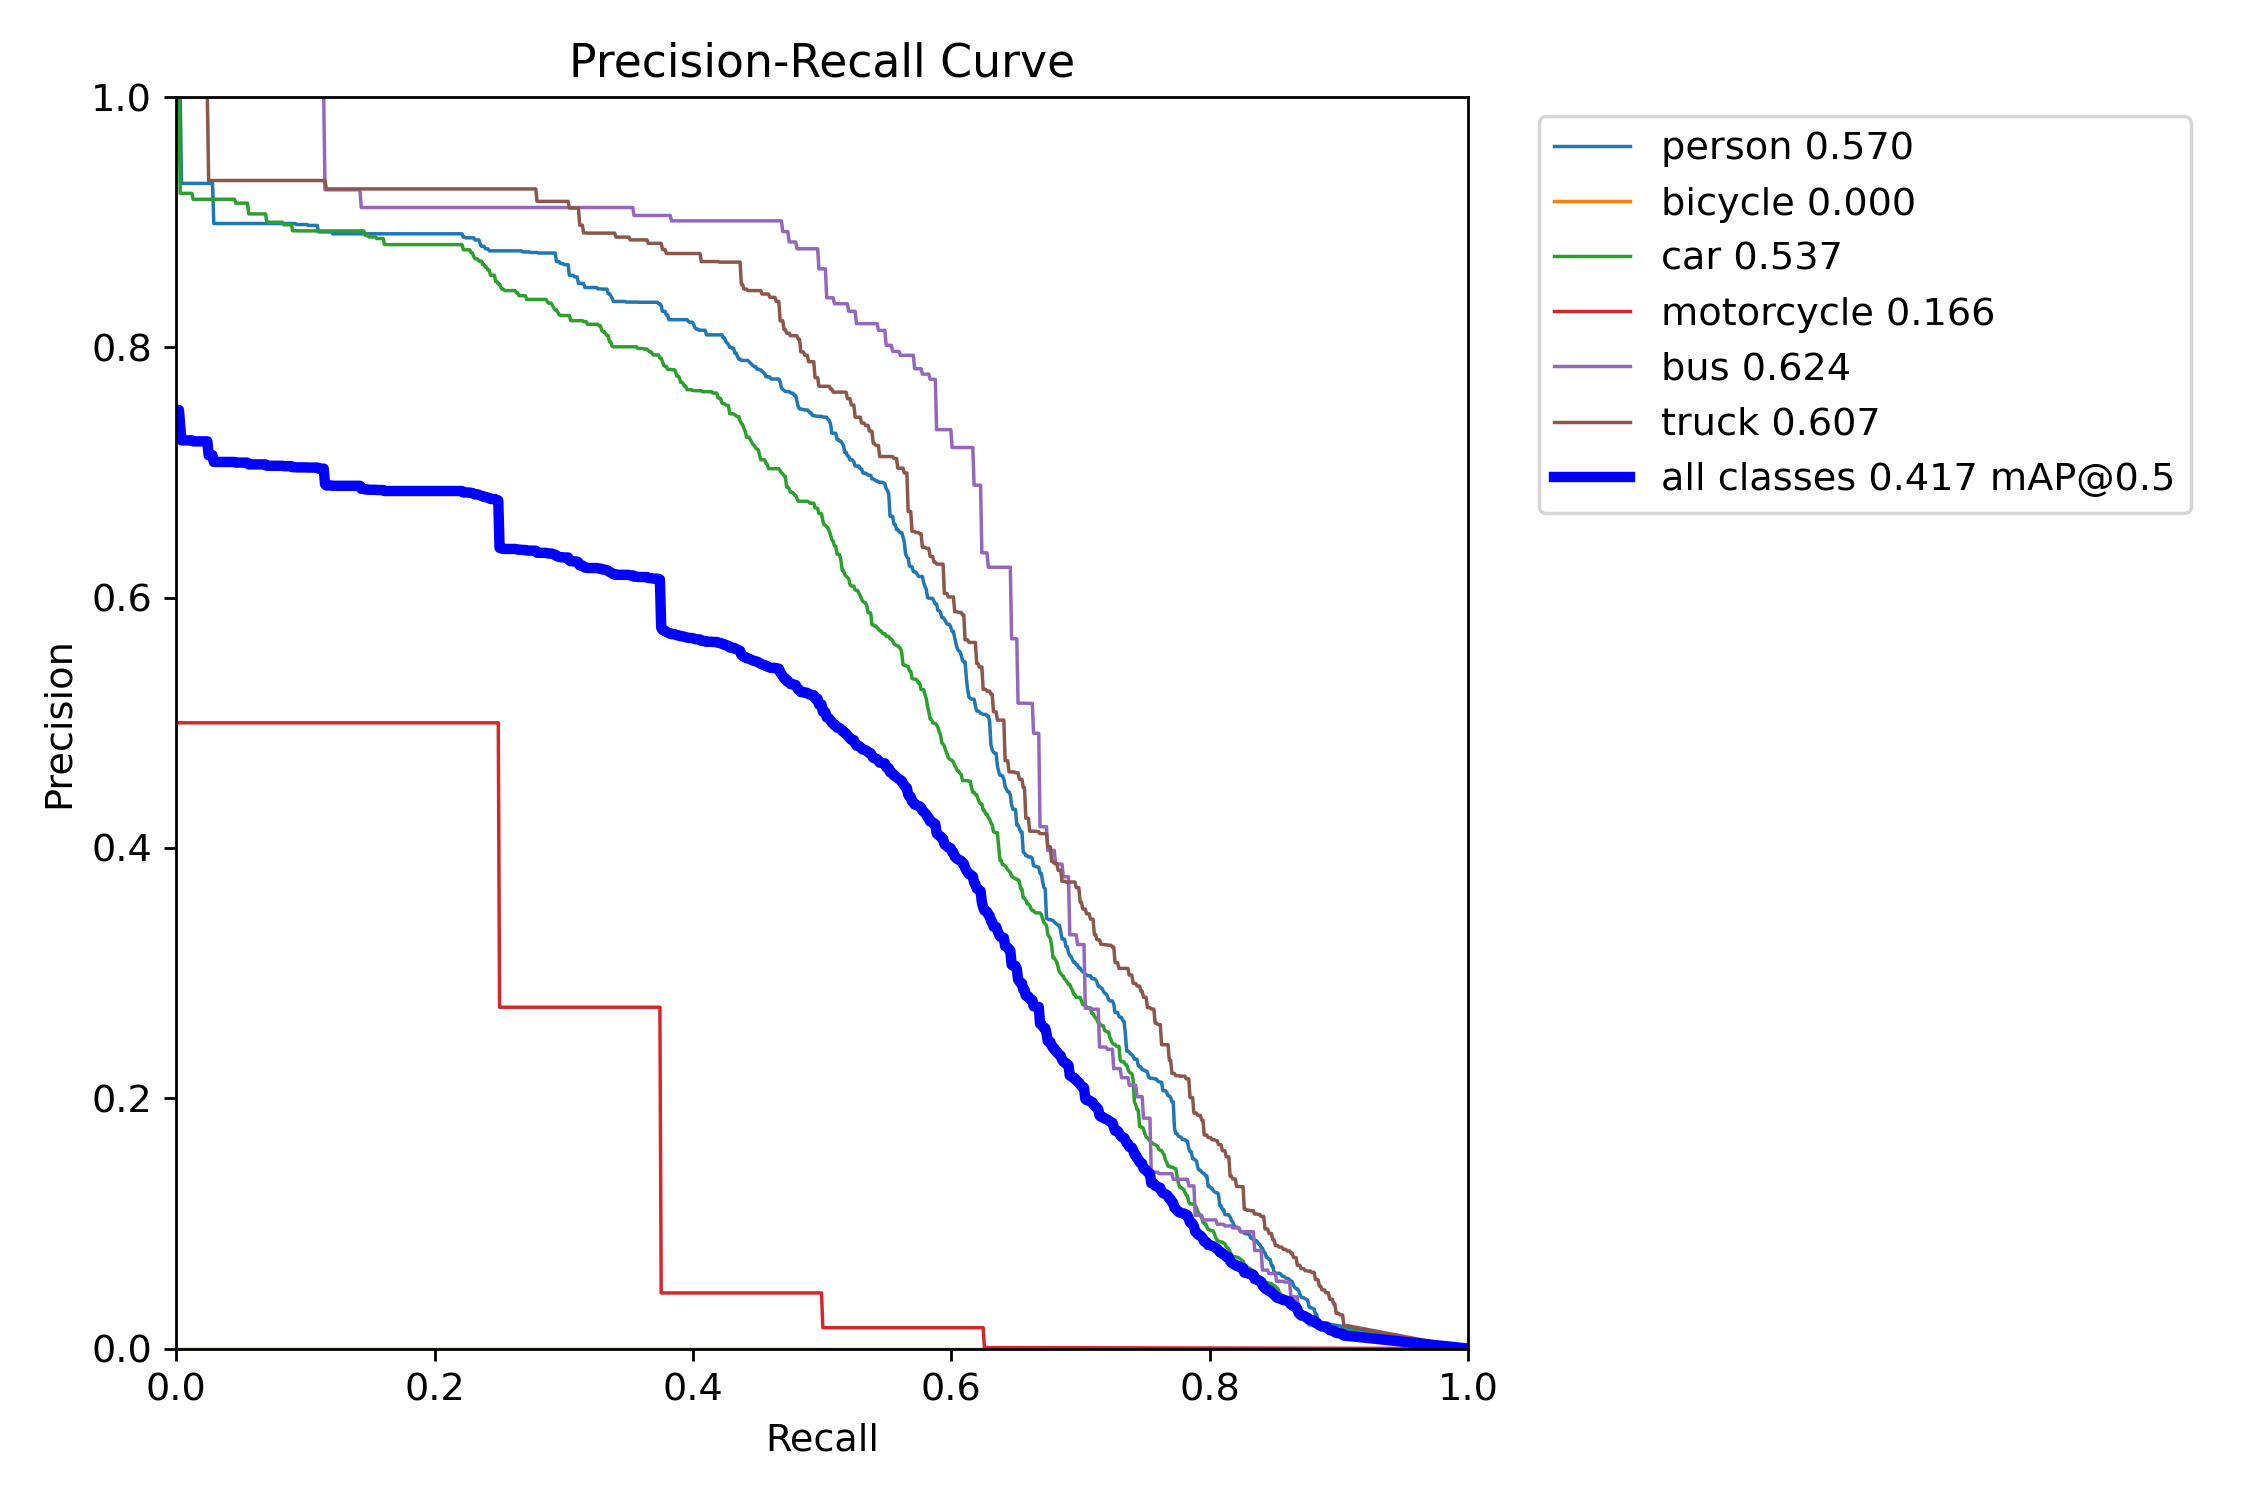 Precision-Recall Curve
1.0
0.8
0.6
0.4
0.2
0.0
Precision
0.0 0.2 0.4 0.6 0.8 1.0
Recall
person 0.570
bicycle 0.000
car 0.537
motorcycle 0.166
bus 0.624
truck 0.607
all classes 0.417 mAP@0.5